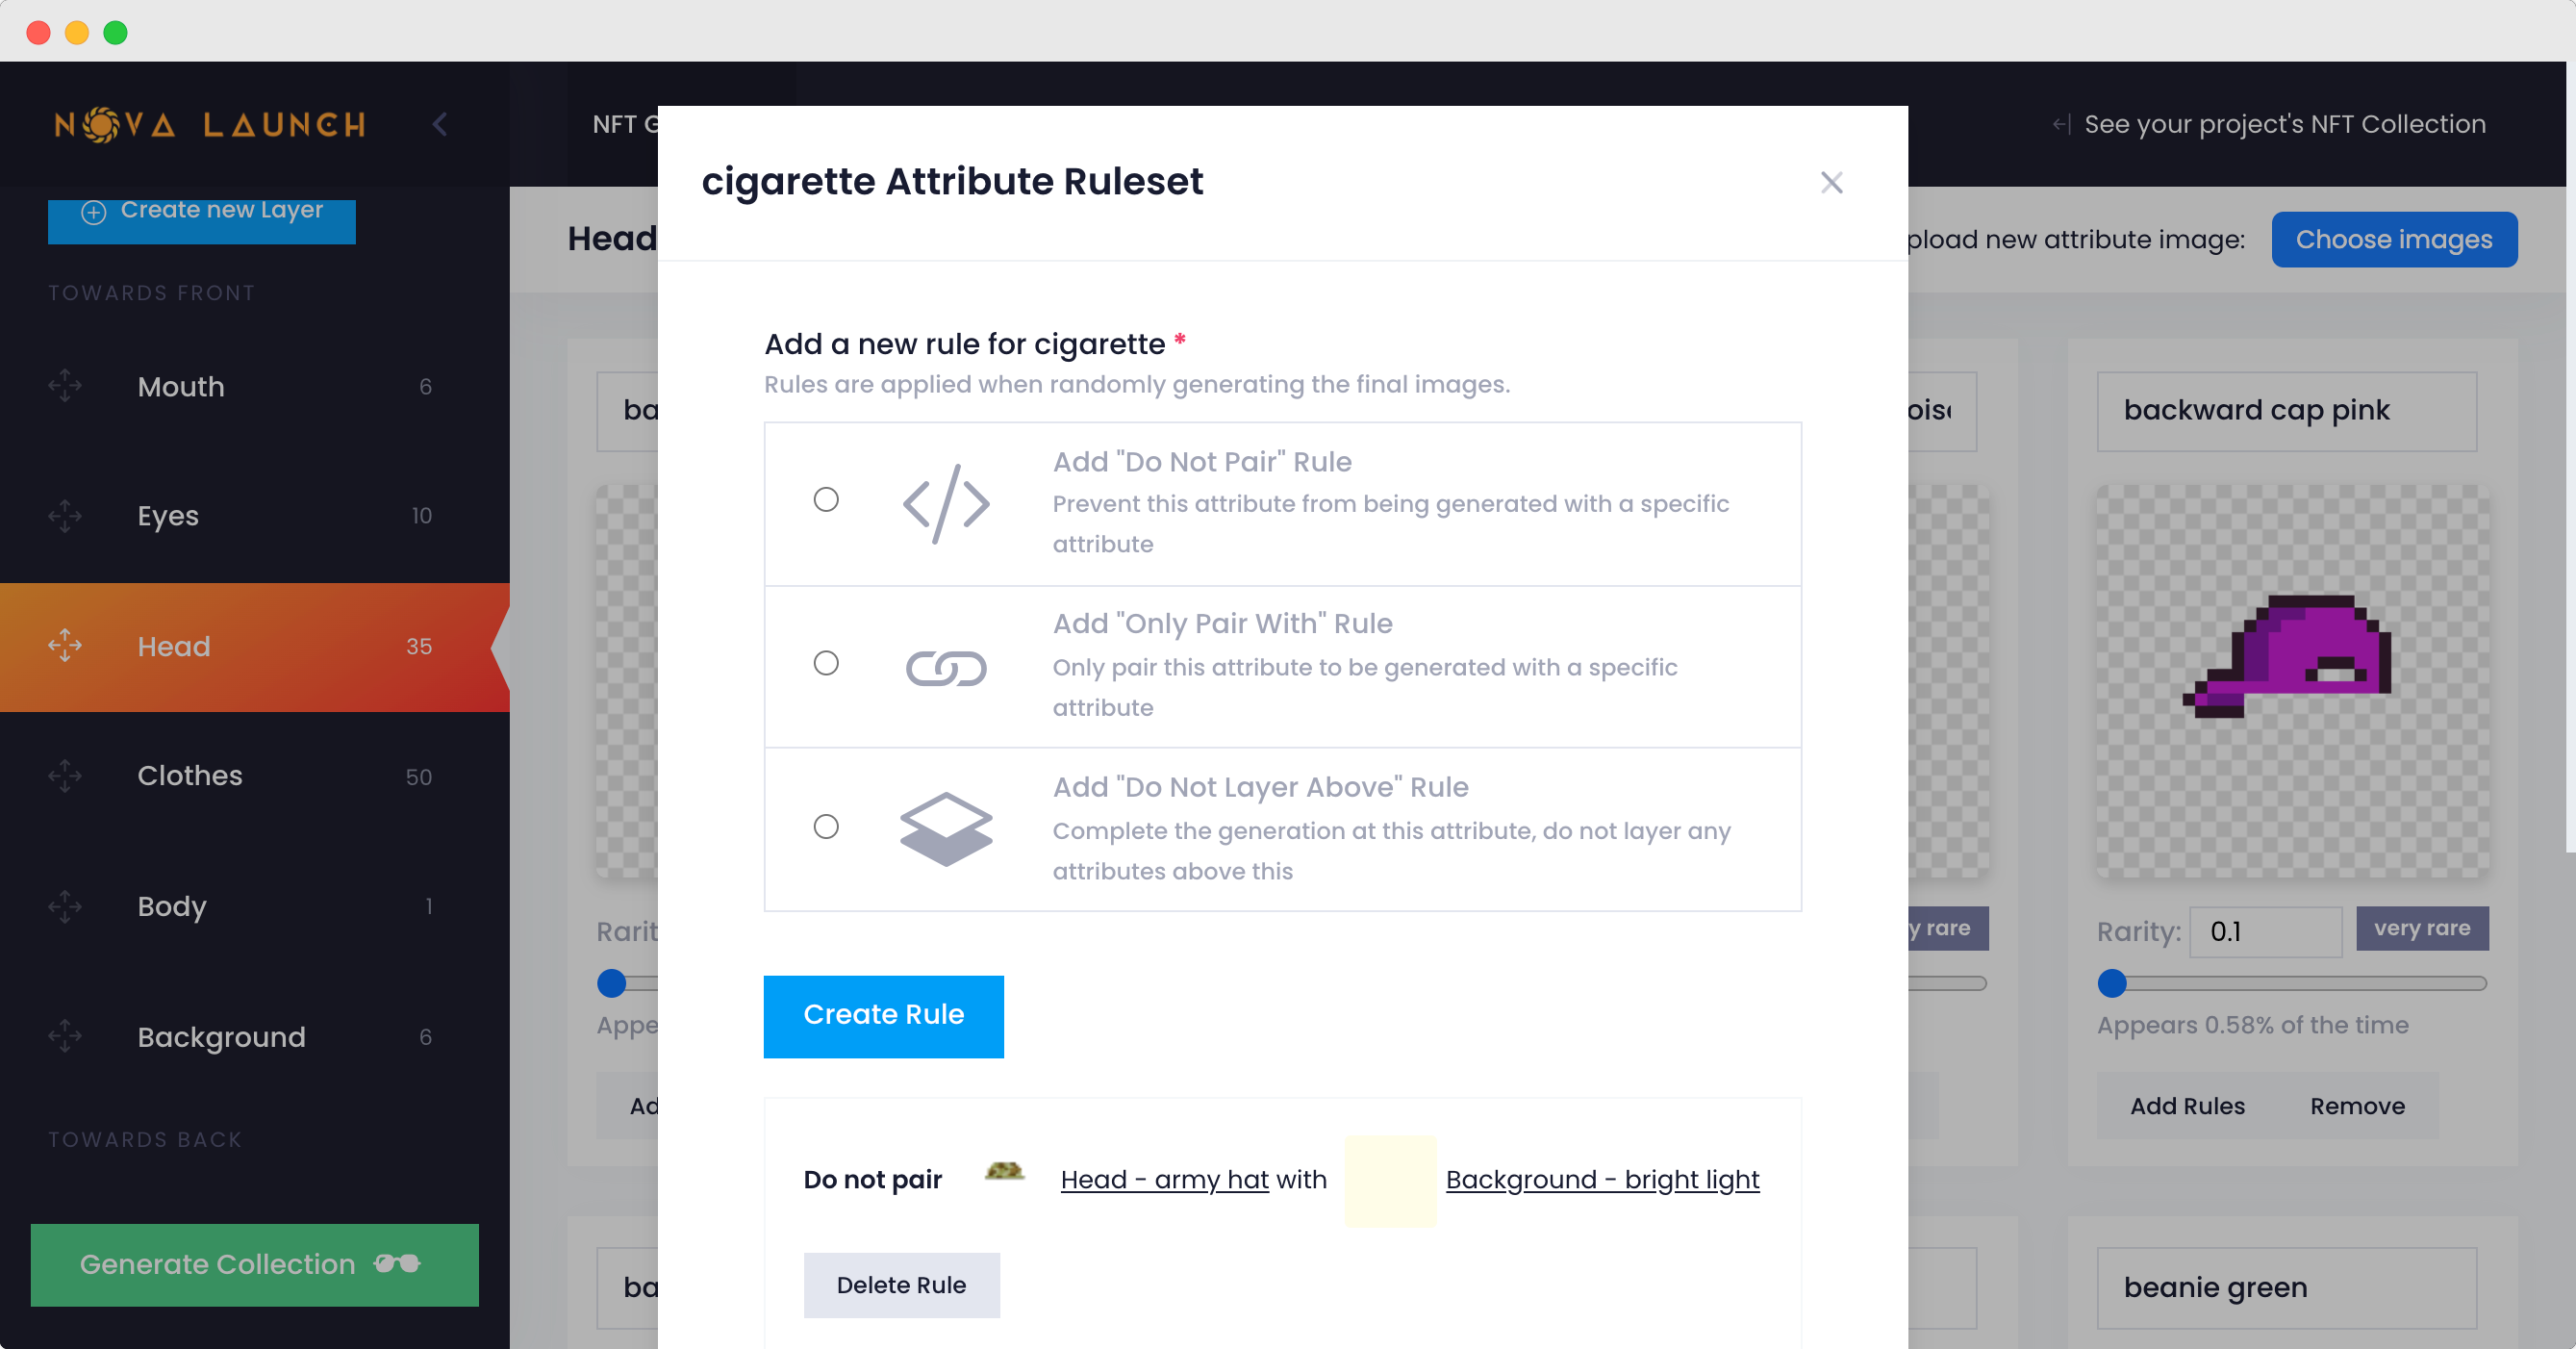 NOVA LAUNCH
Create new Layer
TOWARDS FRONT
Mouth 6
Eyes 10
Head 35
Clothes 50
Body 1
Background 6
TOWARDS BACK
Generate Collection
NFT G
See your project's NFT Collection
Head
pload new attribute image:
Choose images
cigarette Attribute Ruleset
Add a new rule for cigarette *
Rules are applied when randomly generating the final images.
Add "Do Not Pair" Rule
Prevent this attribute from being generated with a specific
attribute
Add "Only Pair With" Rule
Only pair this attribute to be generated with a specific
attribute
Add "Do Not Layer Above" Rule
Complete the generation at this attribute, do not layer any
attributes above this
Create Rule
Do not pair Head - army hat with Background - bright light
Delete Rule
ba
Rarit
Appe
Ad
ba
y rare
backward cap pink
Rarity: 0.1 very rare
Appears 0.58% of the time
Add Rules Remove
beanie green